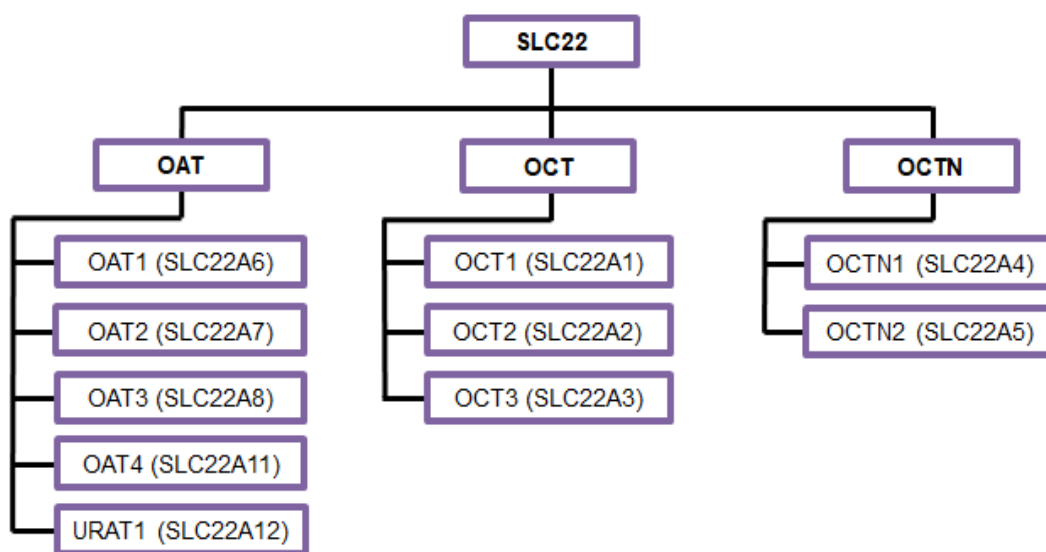 SLC22
OAT
OCT
OCTN
OAT1 (SLC22A6)
OAT2 (SLC22A7)
OAT3 (SLC22A8)
OAT4 (SLC22A11)
URAT1 (SLC22A12)
OCT1 (SLC22A1)
OCT2 (SLC22A2)
OCT3 (SLC22A3)
OCTN1 (SLC22A4)
OCTN2 (SLC22A5)